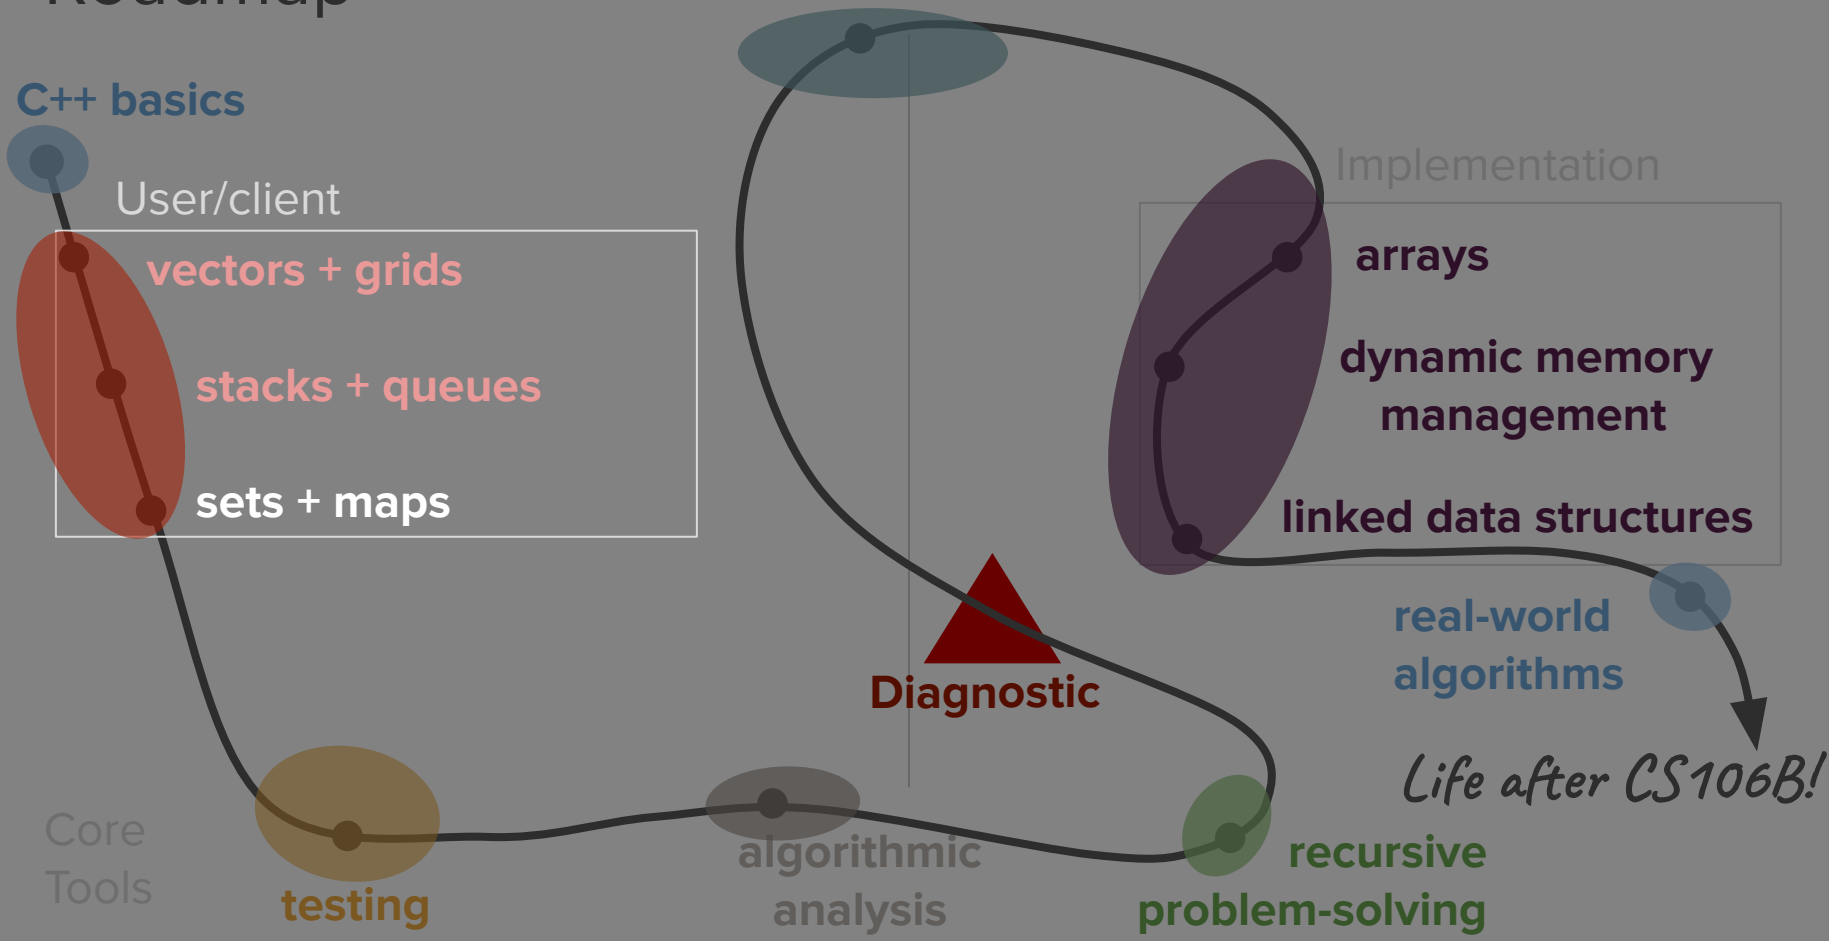 Roadmap
C++ basics
User/client
vectors + grids
stacks + queues
sets + maps
Implementation
arrays
dynamic memory
management
linked data structures
real-world
algorithms
Diagnostic
Life after CS106B!
Core
Tools
testing
algorithmic
analysis
recursive
problem-solving